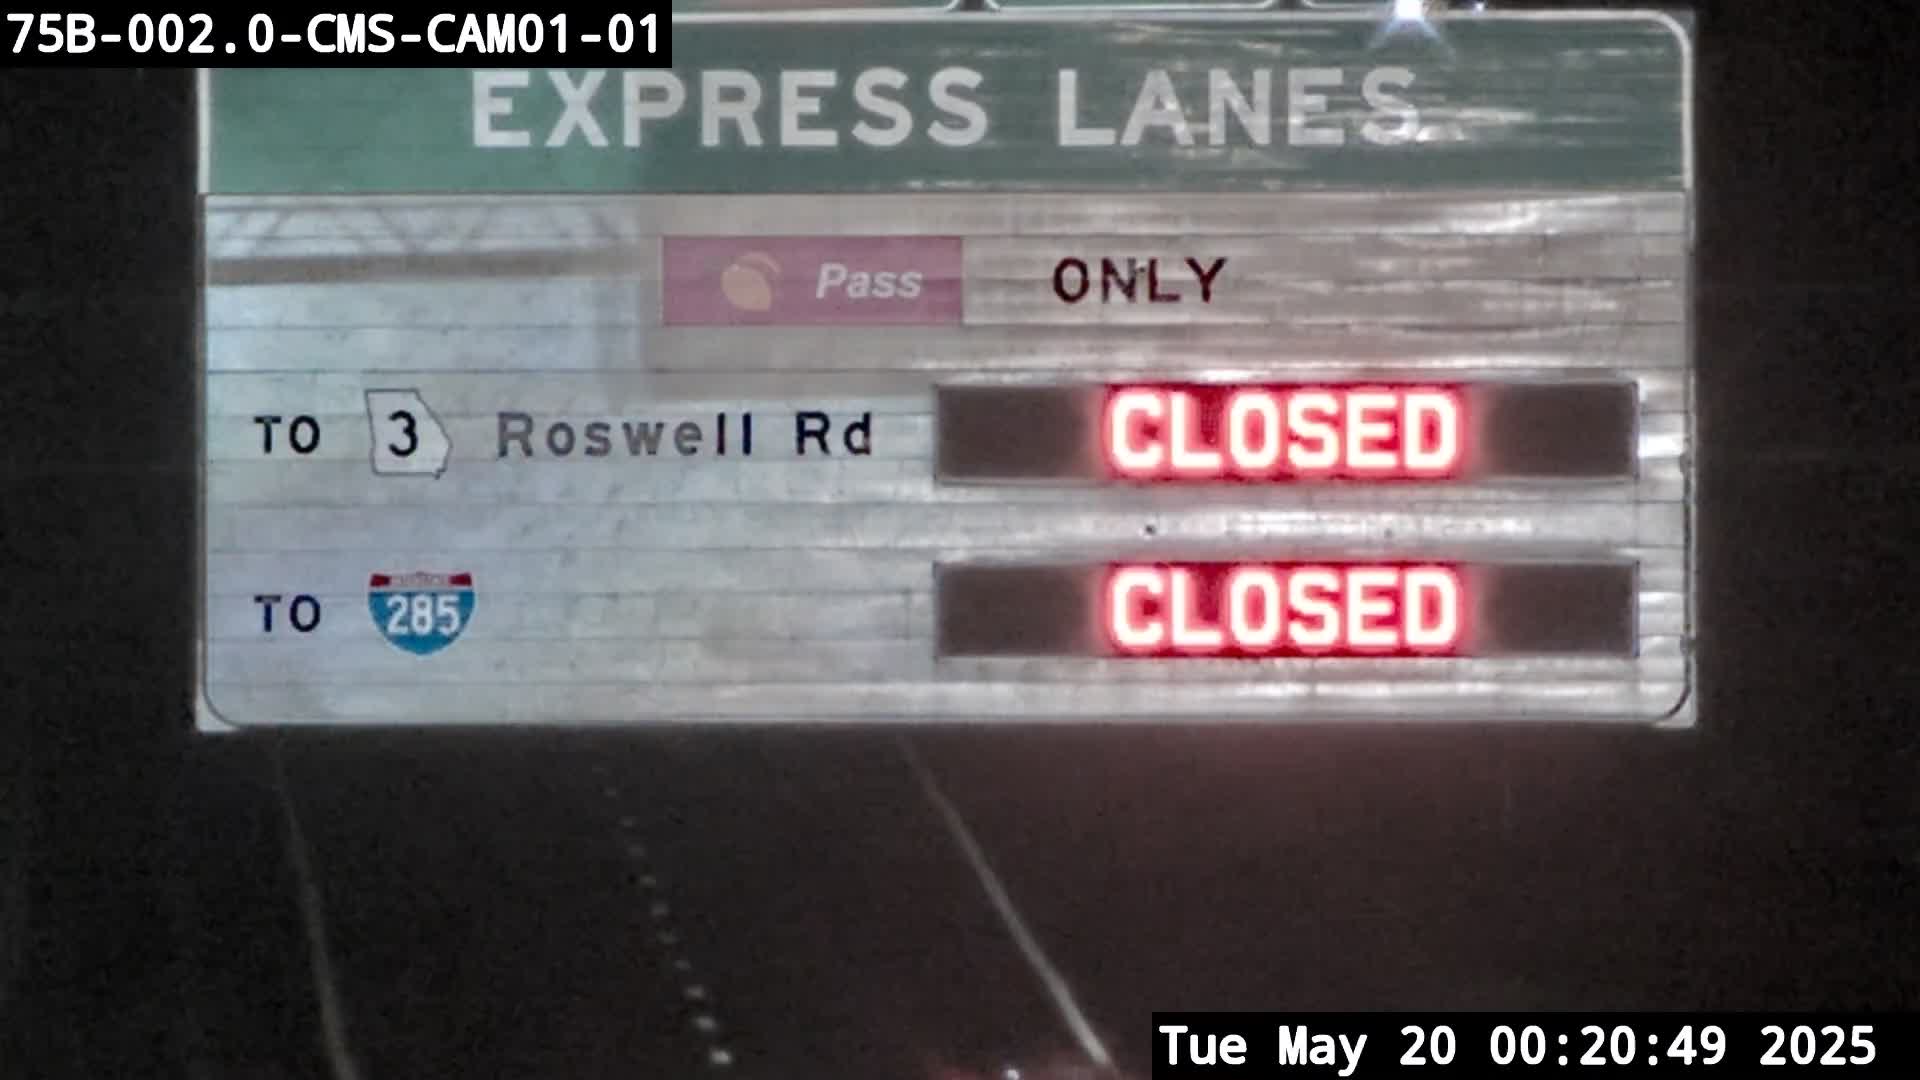 75B-002.0-CMS-CAM01-01
EXPRESS LANES
Pass ONLY
TO 3 Roswell Rd CLOSED
TO 285 CLOSED
Tue May 20 00:20:49 2025